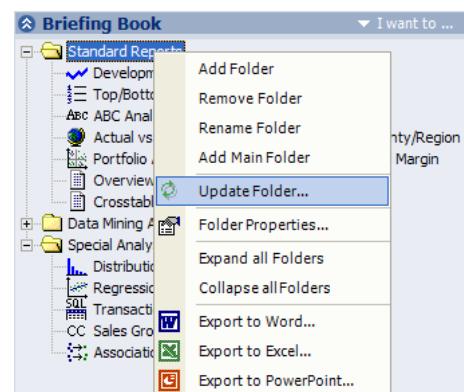 Briefing Book
I want to ...
Standard Reports
Add Folder
Remove Folder
Top/Botto
Rename Folder
ABC ABC Anal
Actual vs
nty/Region
Add Main Folder
Portfolio
Margin
Overview
Update Folder...
Crosstabl
Data Mining A
Folder Properties...
Special Analy
Expand all Folders
Distributio
Collapse all Folders
Regressio
SQL Transacti
Export to Word...
CC Sales Gro
Export to Excel...
Associatio
Export to PowerPoint...